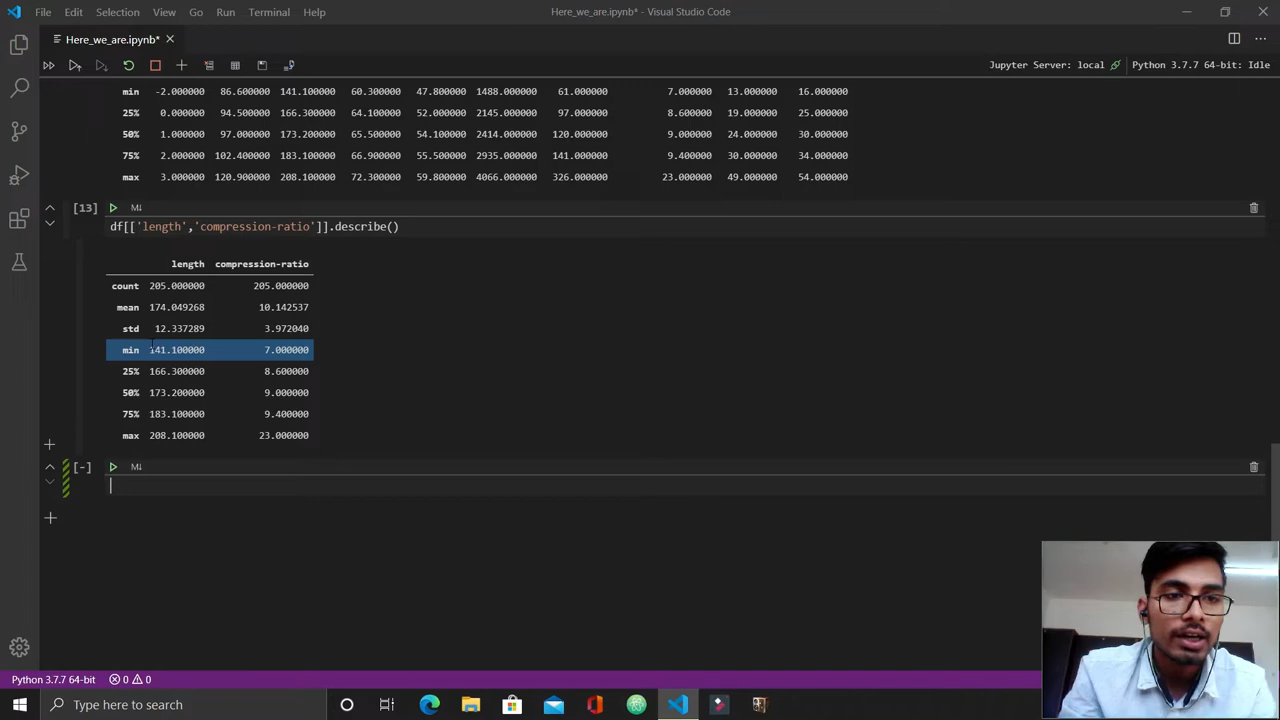 File Edit Selection View Go Run Terminal Help Here_we_are.ipynb* - Visual Studio Code
Here_we_are.ipynb*
Jupyter Server: local Python 3.7.7 64-bit: Idle
min -2.000000 86.600000 141.100000 60.300000 47.800000 1488.000000 61.000000 7.000000 13.000000 16.000000
25% 0.000000 94.500000 166.300000 64.100000 52.000000 2145.000000 97.000000 8.600000 19.000000 25.000000
50% 1.000000 97.000000 173.200000 65.500000 54.100000 2414.000000 120.000000 9.000000 24.000000 30.000000
75% 2.000000 102.400000 183.100000 66.900000 55.500000 2935.000000 141.000000 9.400000 30.000000 34.000000
max 3.000000 120.900000 208.100000 72.300000 59.800000 4066.000000 326.000000 23.000000 49.000000 54.000000
[13] M↓
df[['length','compression-ratio']].describe()
length compression-ratio
count 205.000000 205.000000
mean 174.049268 10.142537
std 12.337289 3.972040
min 141.100000 7.000000
25% 166.300000 8.600000
50% 173.200000 9.000000
75% 183.100000 9.400000
max 208.100000 23.000000
[-] M↓
Python 3.7.7 64-bit 0 0
Type here to search